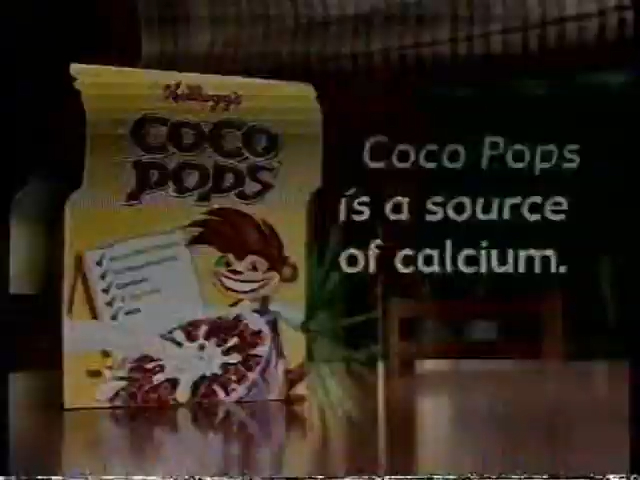 Kellogg's
COCO
POPS
Coco Pops
is a source
of calcium.